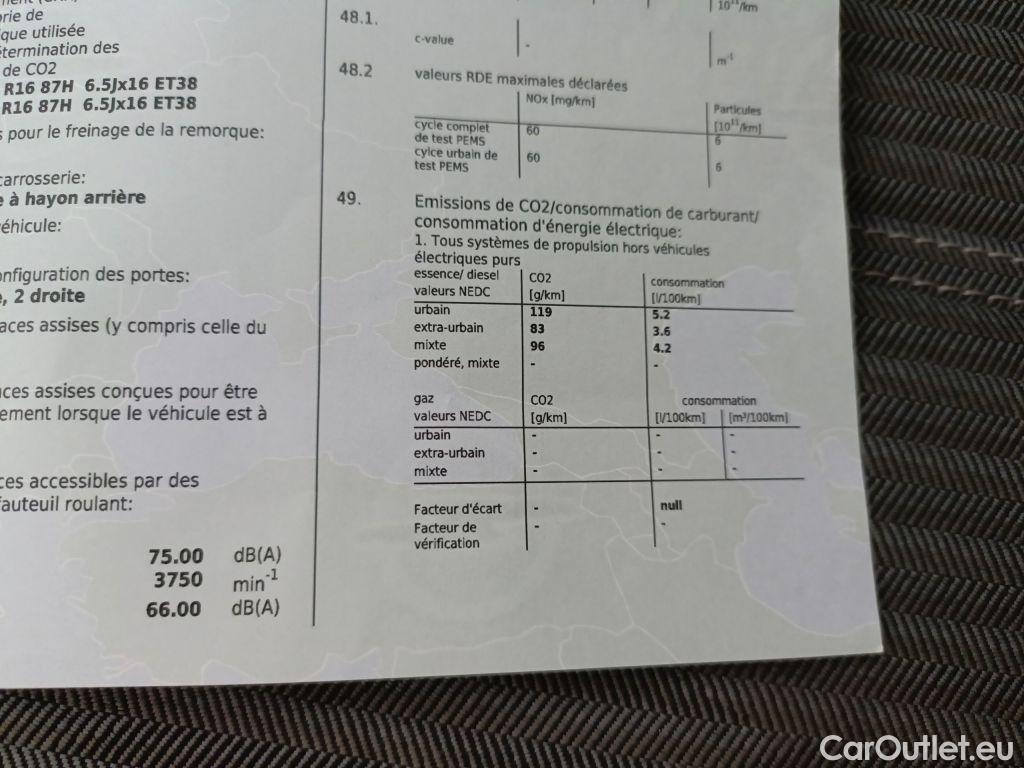 rie de
que utilisée
étermination des
de CO2
R16 87H 6.5Jx16 ET38
R16 87H 6.5Jx16 ET38
s pour le freinage de la remorque:
carrosserie:
e à hayon arrière
éhicule:
onfiguration des portes:
e, 2 droite
aces assises (y compris celle du
ces assises conçues pour être
ement lorsque le véhicule est à
ces accessibles par des
fauteuil roulant:
75.00 dB(A)
3750 min-1
66.00 dB(A)
10¹¹/km
48.1.
c-value - m-1
48.2 valeurs RDE maximales déclarées
NOx [mg/km] Particules
[10¹¹/km]
cycle complet 60 6
de test PEMS
cylce urbain de 60 6
test PEMS
49. Emissions de CO2/consommation de carburant/
consommation d'énergie électrique:
1. Tous systèmes de propulsion hors véhicules
électriques purs
essence/ diesel CO2 consommation
valeurs NEDC [g/km] [l/100km]
urbain 119 5.2
extra-urbain 83 3.6
mixte 96 4.2
pondéré, mixte - -
gaz CO2 consommation
valeurs NEDC [g/km] [l/100km] [m³/100km]
urbain - - -
extra-urbain - - -
mixte - - -
Facteur d'écart - null
Facteur de - -
vérification
CarOutlet.eu